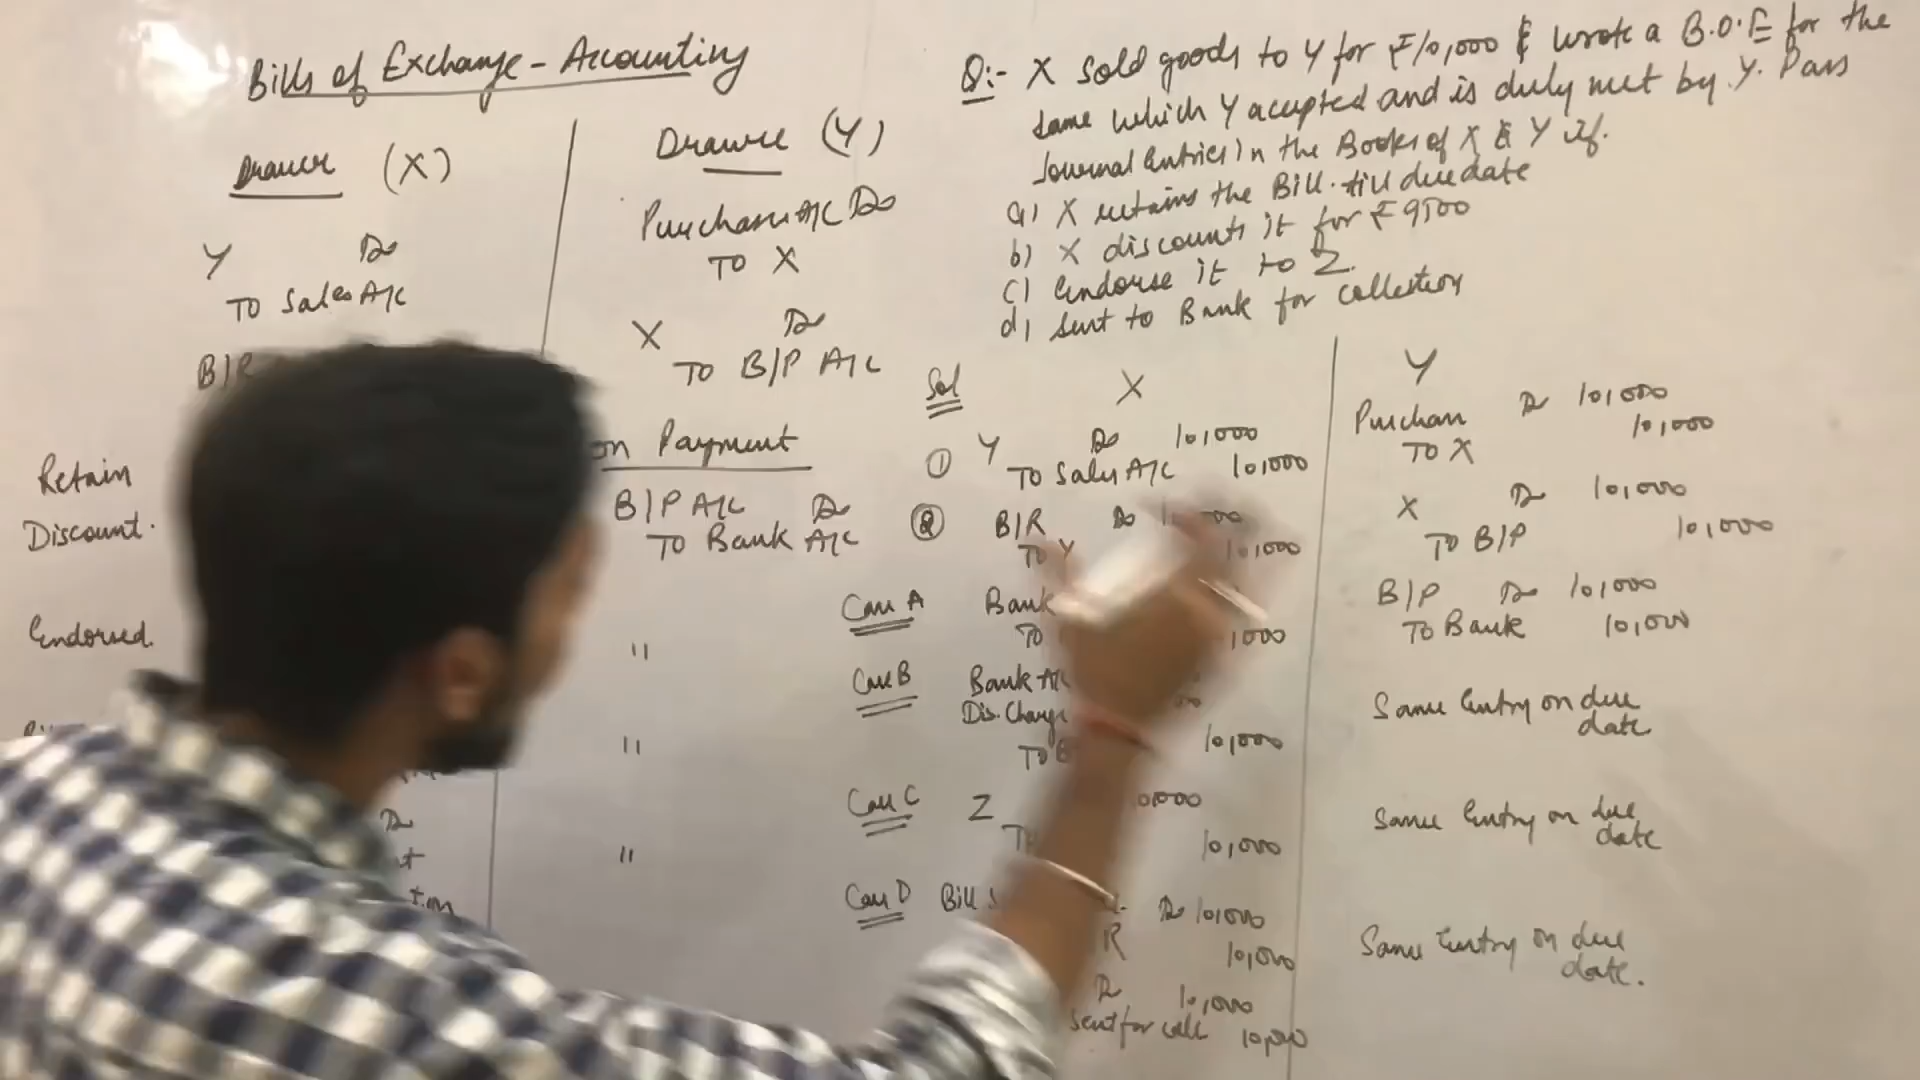 Bills of Exchange - Accounting
Drawer (X)
Y Dr
To Sales A/c
B/R
Retain
Discount.
Endorsed.
Dr
Drawee (Y)
Purchases A/C Dr
To X
X Dr
To B/P A/c
on Payment
B/P A/c Dr
To Bank A/c
"
"
"
Q:- X sold goods to Y for ₹10,000 & wrote a B.O.E for the
same which Y accepted and is duly met by Y. Pass
Journal Entries in the Books of X & Y if.
a) X retains the Bill. till due date
b) X discounts it for ₹9500
c) Endorse it to Z.
d) sent to Bank for collection
Sol X
① Y Dr 10,000
To Sales A/c 10,000
② B/R Dr
To Y 10,000
Case A Bank
To 000
Case B Bank A/c
Dis. Charge
To B 10,000
Case C Z 10,000
To 10,000
Case D Bill s Dr 10,000
R 10,000
Dr 10,000
sent for coll 10,000
Y
Purchase Dr 10,000
To X 10,000
X Dr 10,000
To B/P 10,000
B/P Dr 10,000
To Bank 10,000
Same Entry on due
date
Same Entry on due
date
Same Entry on due
date.